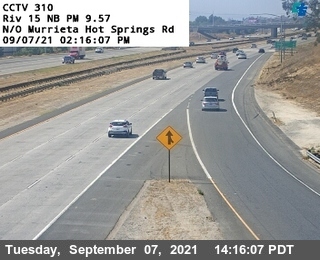 CCTV 310
Riv 15 NB PM 9.57
N/O Murrieta Hot Springs Rd
09/07/21 02:16:07 PM
Tuesday, September 07, 2021 14:16:07 PDT